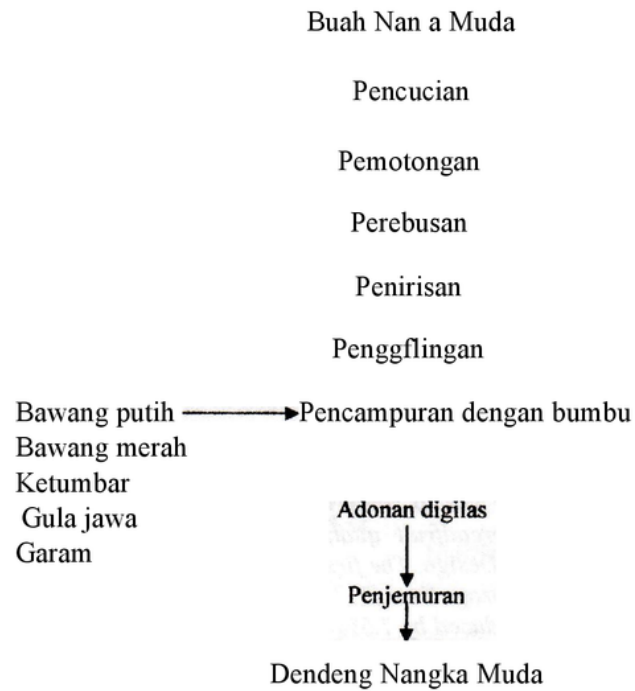 Buah Nan a Muda
Pencucian
Pemotongan
Perebusan
Penirisan
Penggflingan
Bawang putih Pencampuran dengan bumbu
Bawang merah
Ketumbar
Gula jawa
Garam
Adonan digilas
Penjemuran
Dendeng Nangka Muda